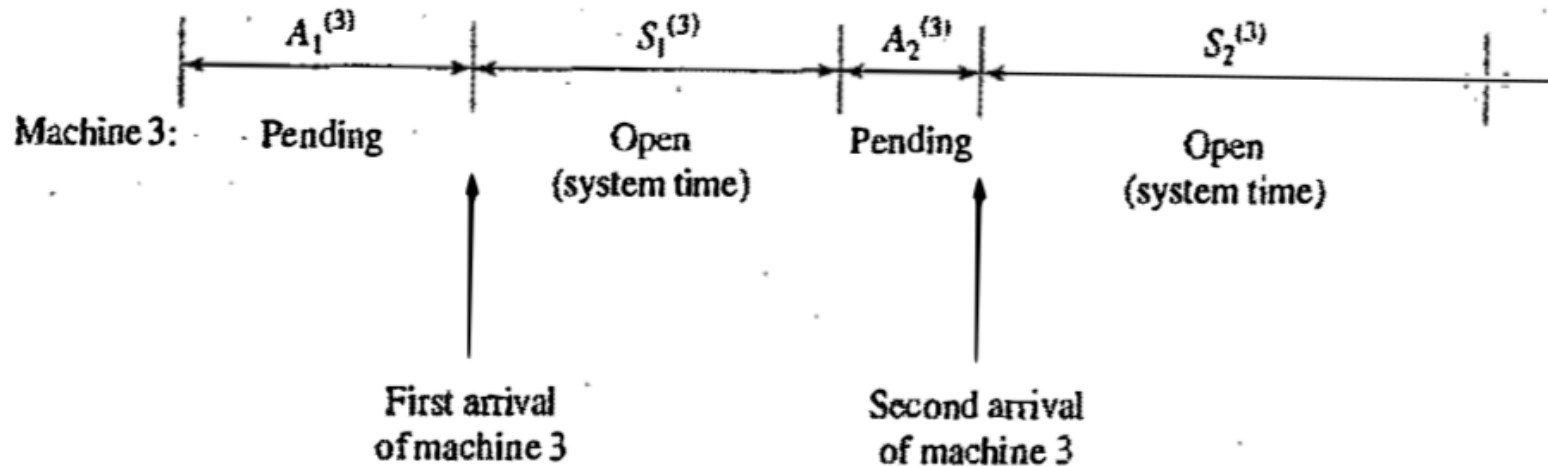 A₁⁽³⁾ S₁⁽³⁾ A₂⁽³⁾ S₂⁽³⁾
Machine 3: Pending Open Pending Open
(system time) (system time)
First arrival Second arrival
of machine 3 of machine 3